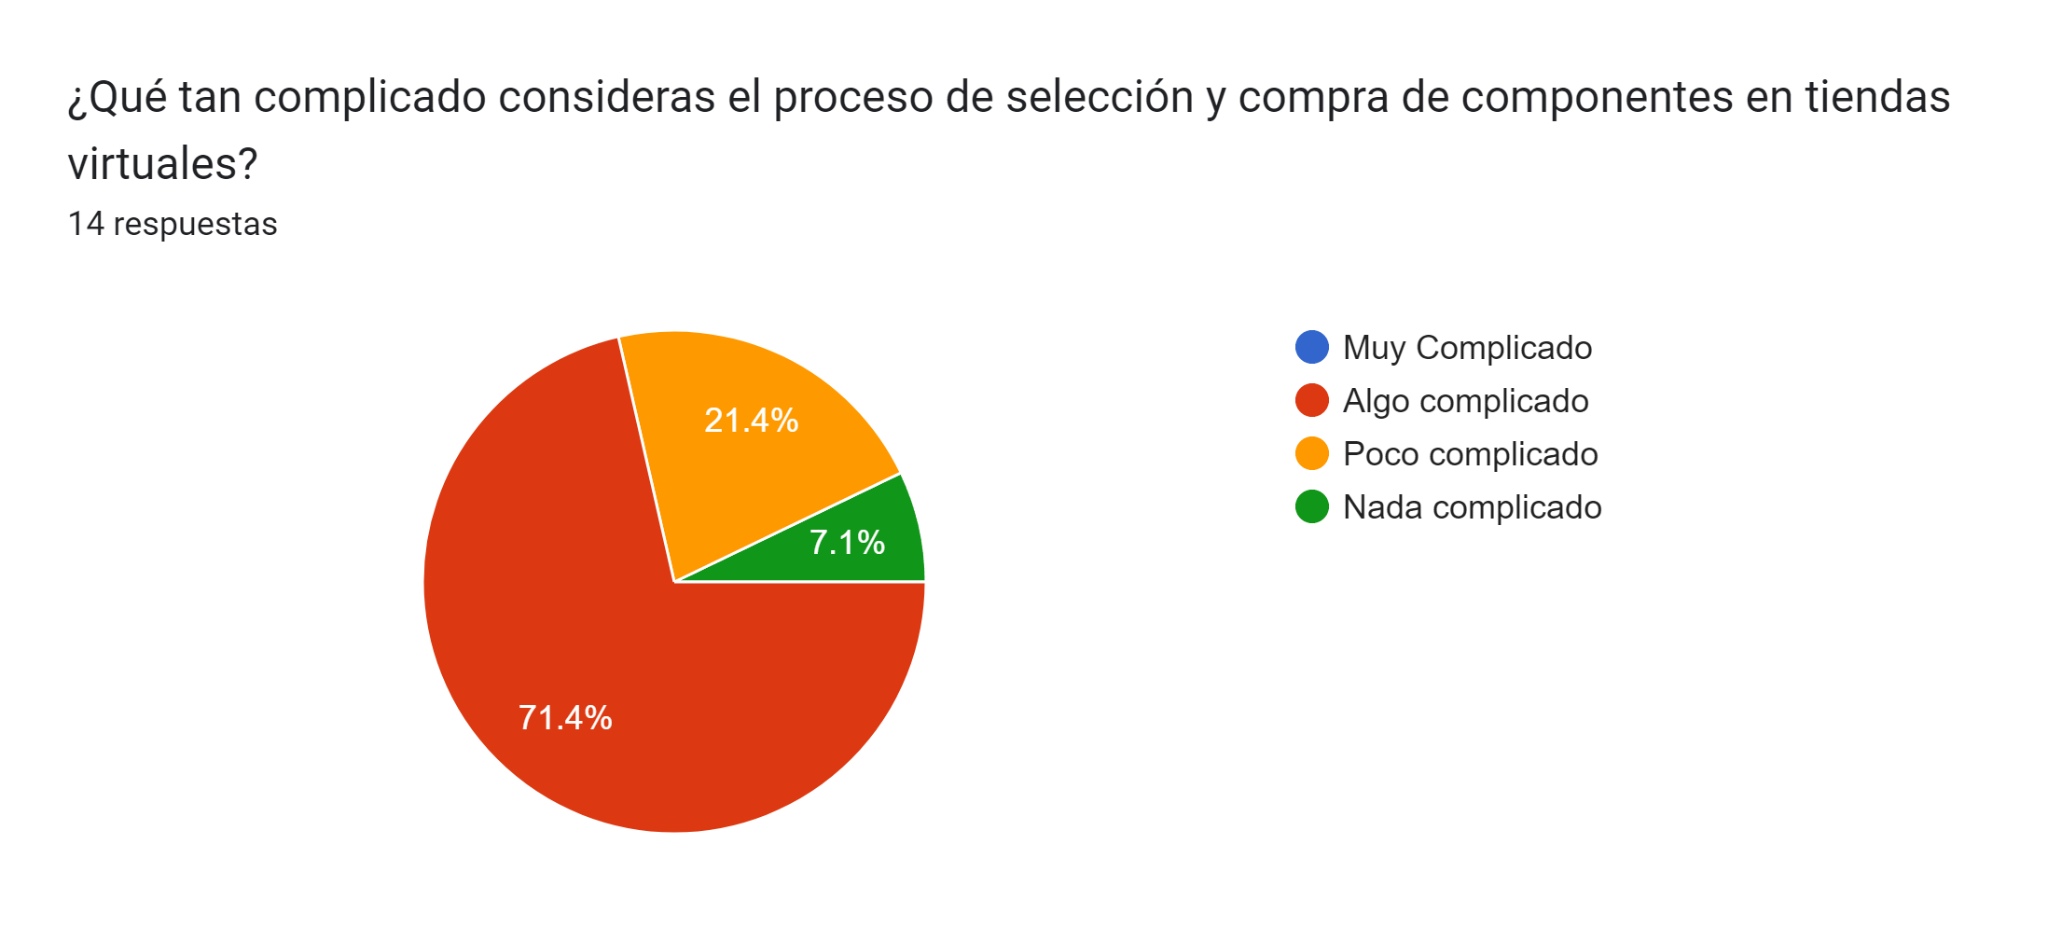 ¿Qué tan complicado consideras el proceso de selección y compra de componentes en tiendas
virtuales?
14 respuestas
Muy Complicado
Algo complicado
Poco complicado
Nada complicado
21.4%
7.1%
71.4%